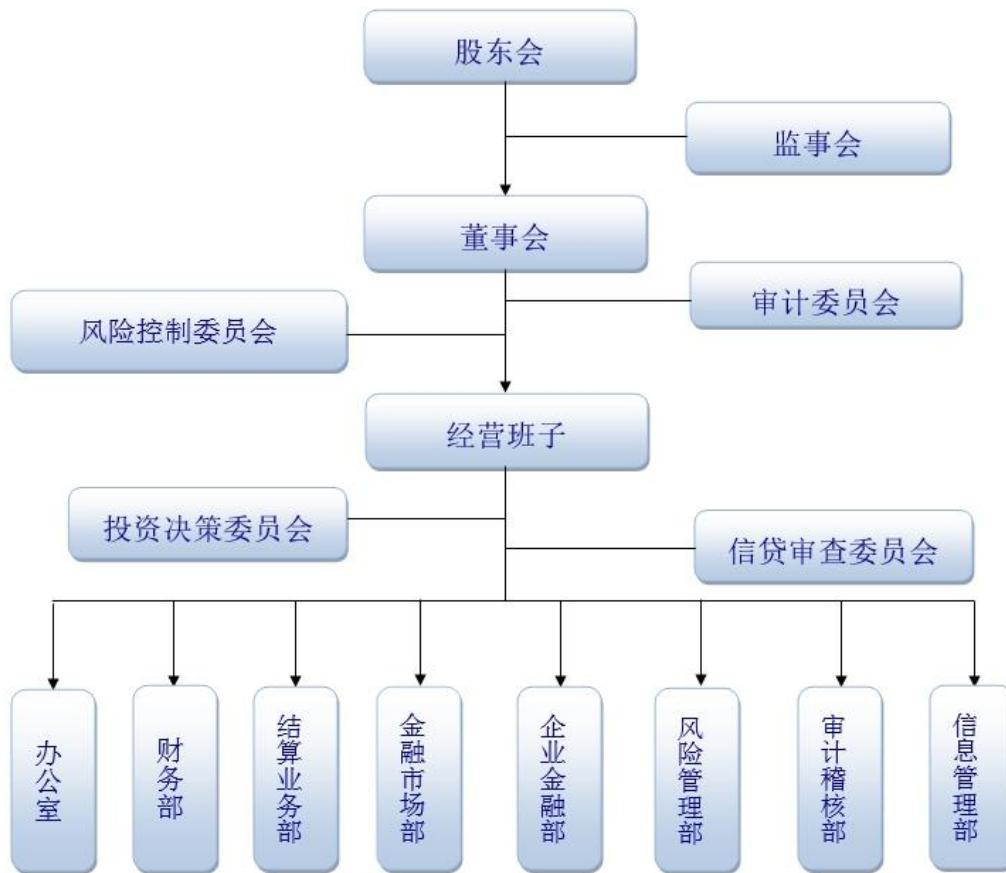 股东会
监事会
董事会
审计委员会
风险控制委员会
经营班子
投资决策委员会
信贷审查委员会
办公室
财务部
结算业务部
金融市场部
企业金融部
风险管理部
审计稽核部
信息管理部